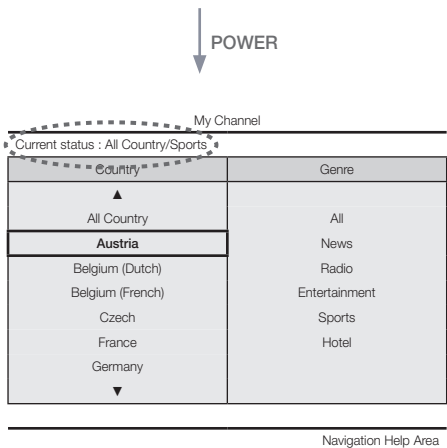 POWER
My Channel
Current status : All Country/Sports
Country Genre
▲
All Country All
Austria News
Belgium (Dutch) Radio
Belgium (French) Entertainment
Czech Sports
France Hotel
Germany
▼
Navigation Help Area